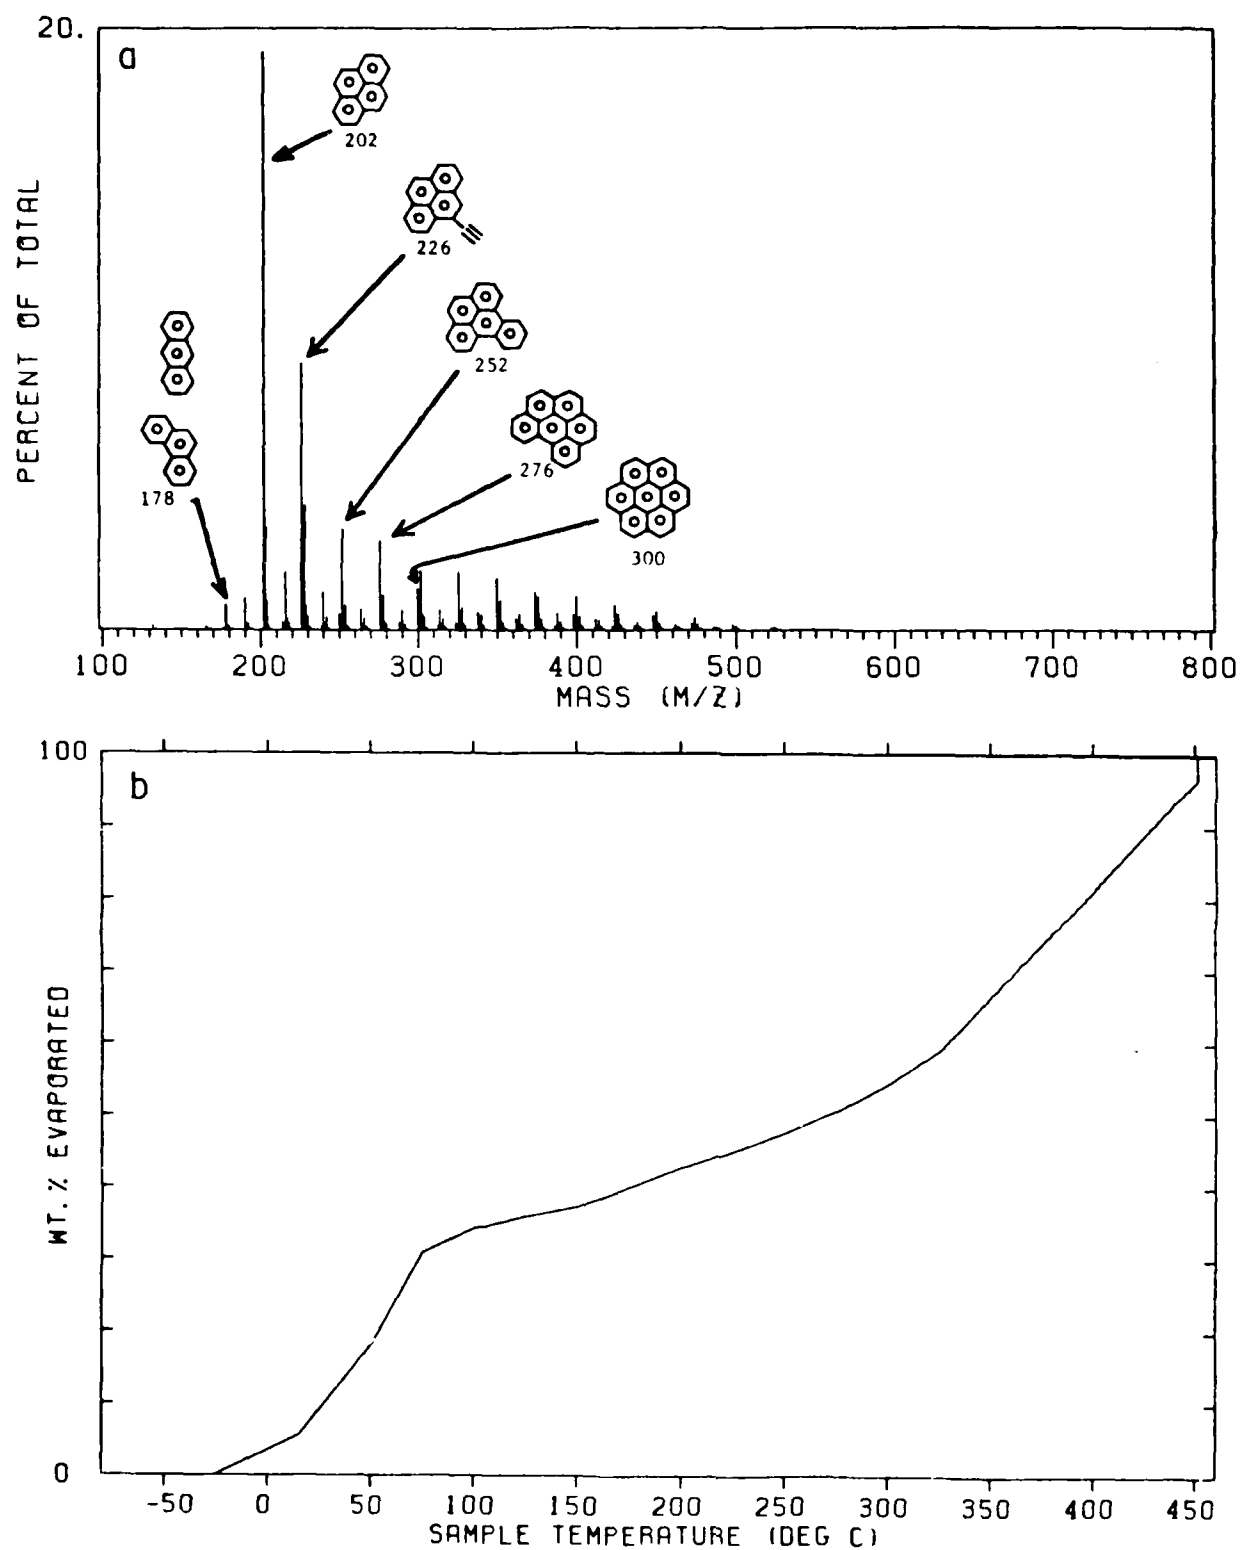 20.
a
202
226
252
276
300
178
PERCENT OF TOTAL
100 200 300 400 500 600 700 800
MASS (M/Z)
100
b
WT. % EVAPORATED
0
-50 0 50 100 150 200 250 300 350 400 450
SAMPLE TEMPERATURE (DEG C)